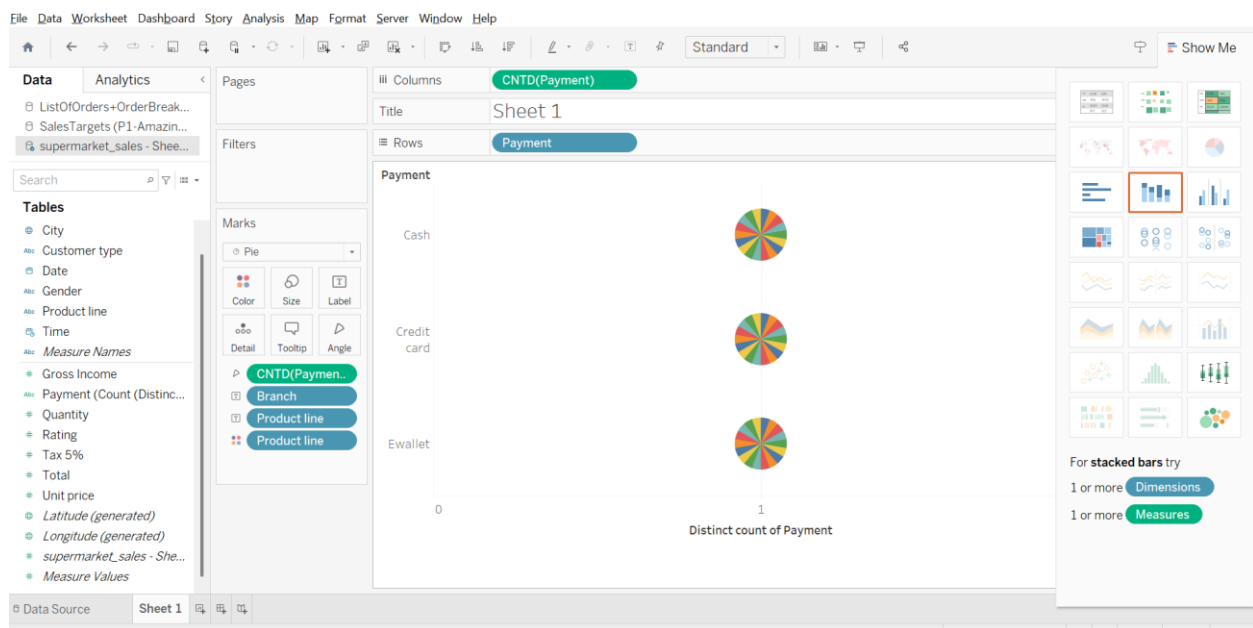 File Data Worksheet Dashboard Story Analysis Map Format Server Window Help
Standard
Show Me
Data Analytics
ListOfOrders+OrderBreak...
SalesTargets (P1-Amazin...
supermarket_sales - Shee...
Search
Tables
City
Abc Customer type
Date
Abc Gender
Abc Product line
Time
Abc Measure Names
# Gross Income
Abc Payment (Count (Distinc...
# Quantity
# Rating
# Tax 5%
# Total
# Unit price
Latitude (generated)
Longitude (generated)
# supermarket_sales - She...
# Measure Values
Pages
Filters
Marks
Pie
Color Size Label
Detail Tooltip Angle
CNTD(Paymen..
Branch
Product line
Product line
Columns CNTD(Payment)
Title Sheet 1
Rows Payment
Payment
Cash
Credit
card
Ewallet
0 1
Distinct count of Payment
For stacked bars try
1 or more Dimensions
1 or more Measures
Data Source Sheet 1